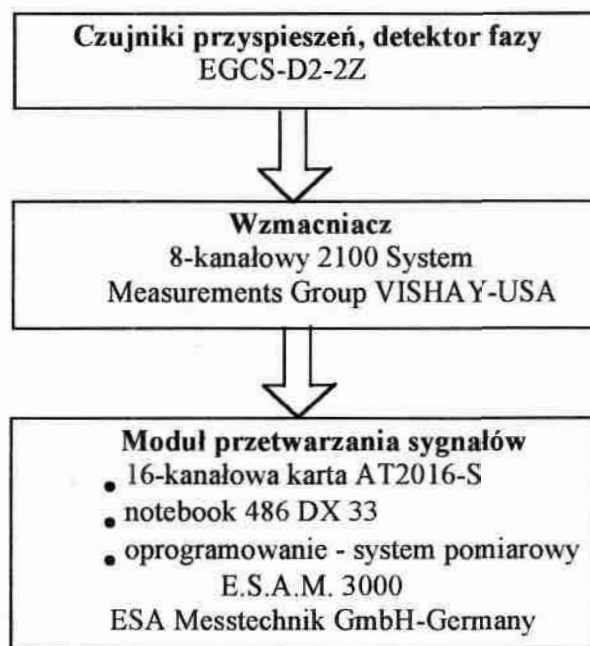 Czujniki przyspieszeń, detektor fazy
EGCS-D2-2Z
Wzmacniacz
8-kanałowy 2100 System
Measurements Group VISHAY-USA
Moduł przetwarzania sygnałów
• 16-kanałowa karta AT2016-S
• notebook 486 DX 33
• oprogramowanie - system pomiarowy
E.S.A.M. 3000
ESA Messtechnik GmbH-Germany